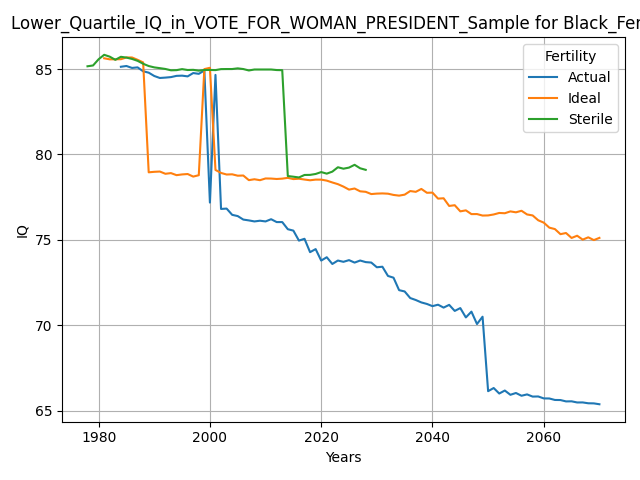 Lower_Quartile_IQ_in_VOTE_FOR_WOMAN_PRESIDENT_Sample for Black_Fer
Fertility
Actual
Ideal
Sterile
IQ
85
80
75
70
65
1980
2000
2020
2040
2060
Years